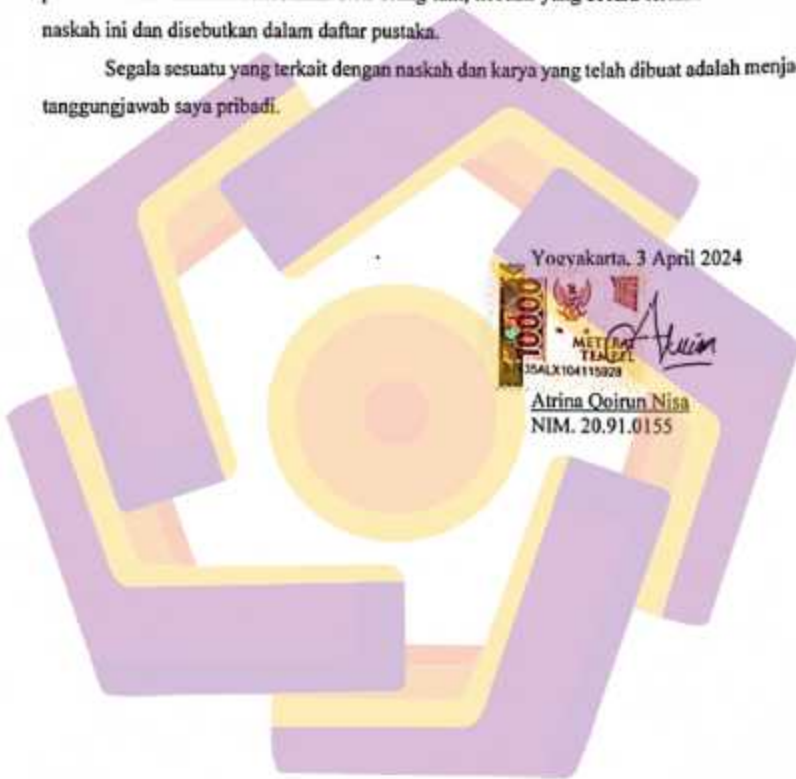 naskah ini dan disebutkan dalam daftar pustaka.
Segala sesuatu yang terkait dengan naskah dan karya yang telah dibuat adalah menja
tanggungjawab saya pribadi.
Yogyakarta, 3 April 2024
10000
METERAI
TEMPEL
35ALX104115928
Atrina Qoirun Nisa
NIM. 20.91.0155